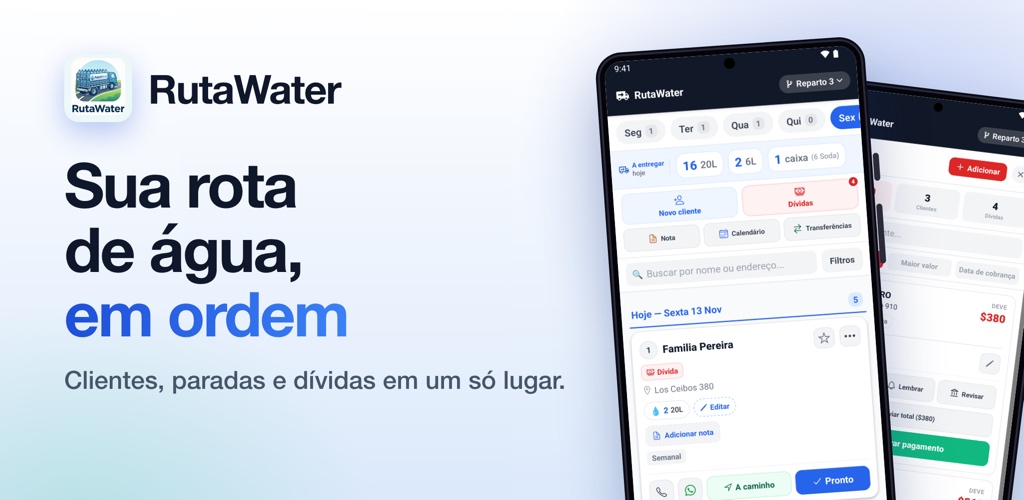 RutaWater
RutaWater
Sua rota
de água,
em ordem
Clientes, paradas e dívidas em um só lugar.
9:41
RutaWater
Reparto 3
Seg 1
Ter 1
Qua 1
Qui 0
Sex
A entregar
hoje
16 20L
2 6L
1 caixa (6 Soda)
Novo cliente
Dívidas
4
Nota
Calendário
Transferências
Buscar por nome ou endereço...
Filtros
Hoje — Sexta 13 Nov
5
1 Familia Pereira
Dívida
Los Ceibos 380
2 20L
Editar
Adicionar nota
Semanal
A caminho
Pronto
Water
Reparto 3
+ Adicionar
3
Clientes
4
Dívidas
Maior valor
Data de cobrança
DEVE
$380
Lembrar
Revisar
total ($380)
pagamento
DEVE